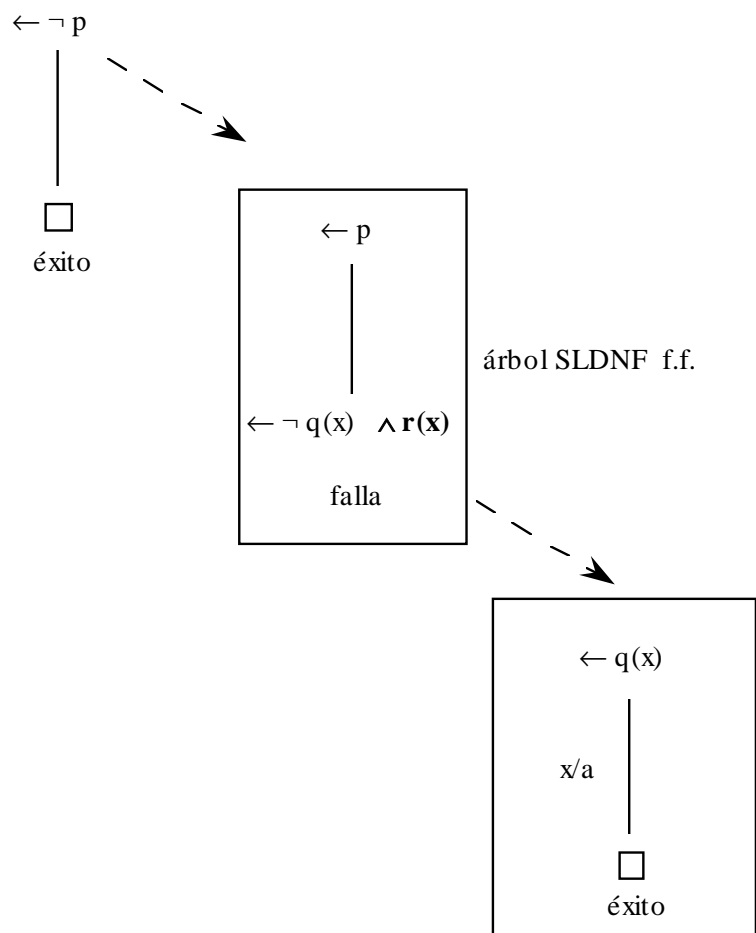 ← ¬ p
éxito
← p
árbol SLDNF f.f.
← ¬ q(x) ∧ r(x)
falla
← q(x)
x/a
éxito